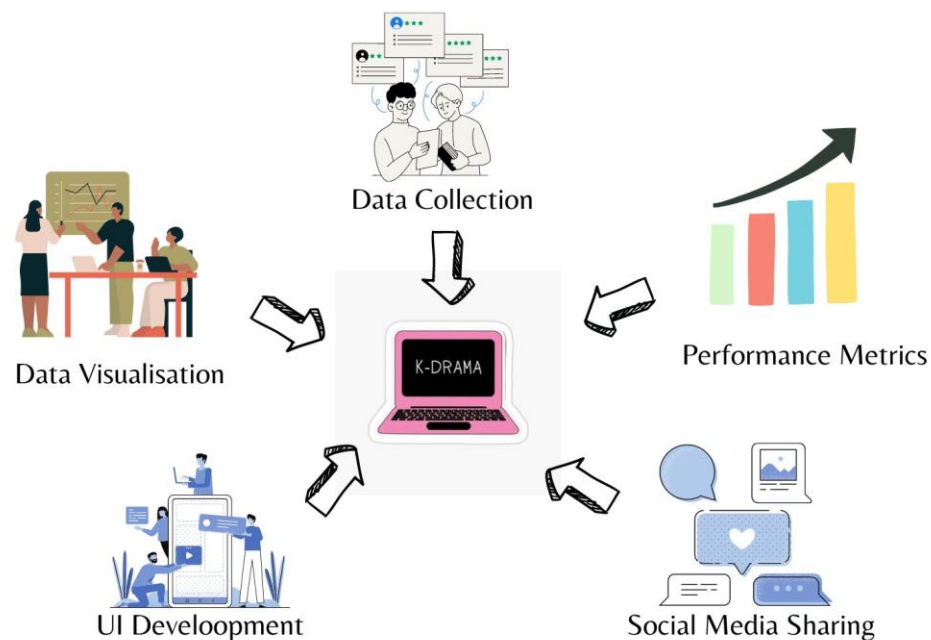 Data Collection
Data Visualisation
K-DRAMA
Performance Metrics
UI Develoopment
Social Media Sharing